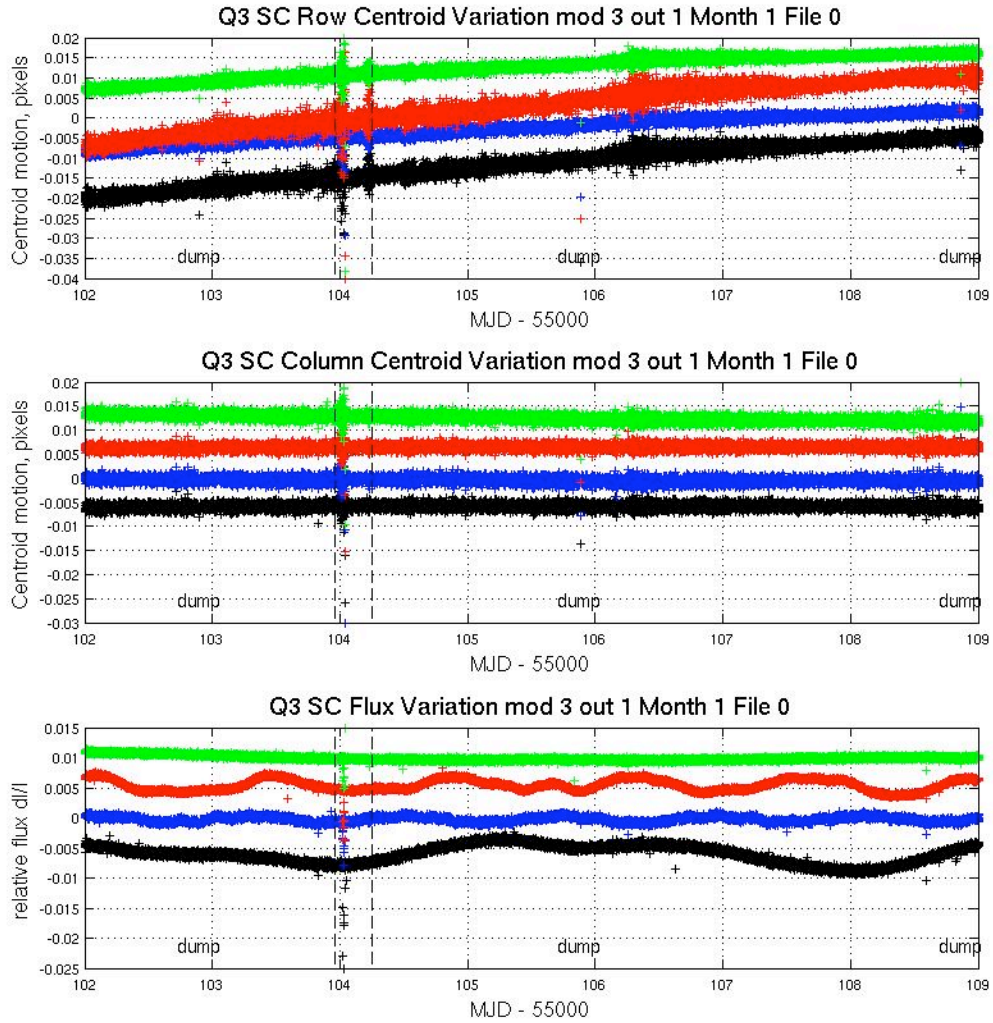 Q3 SC Row Centroid Variation mod 3 out 1 Month 1 File 0
Centroid motion, pixels
0.02
0.015
0.01
0.005
0
-0.005
-0.01
-0.015
-0.02
-0.025
-0.03
-0.035
-0.04
dump
dump
dump
102 103 104 105 106 107 108 109
MJD - 55000
Q3 SC Column Centroid Variation mod 3 out 1 Month 1 File 0
Centroid motion, pixels
0.02
0.015
0.01
0.005
0
-0.005
-0.01
-0.015
-0.02
-0.025
-0.03
dump
dump
dump
102 103 104 105 106 107 108 109
MJD - 55000
Q3 SC Flux Variation mod 3 out 1 Month 1 File 0
relative flux dI/I
0.015
0.01
0.005
0
-0.005
-0.01
-0.015
-0.02
-0.025
dump
dump
dump
102 103 104 105 106 107 108 109
MJD - 55000